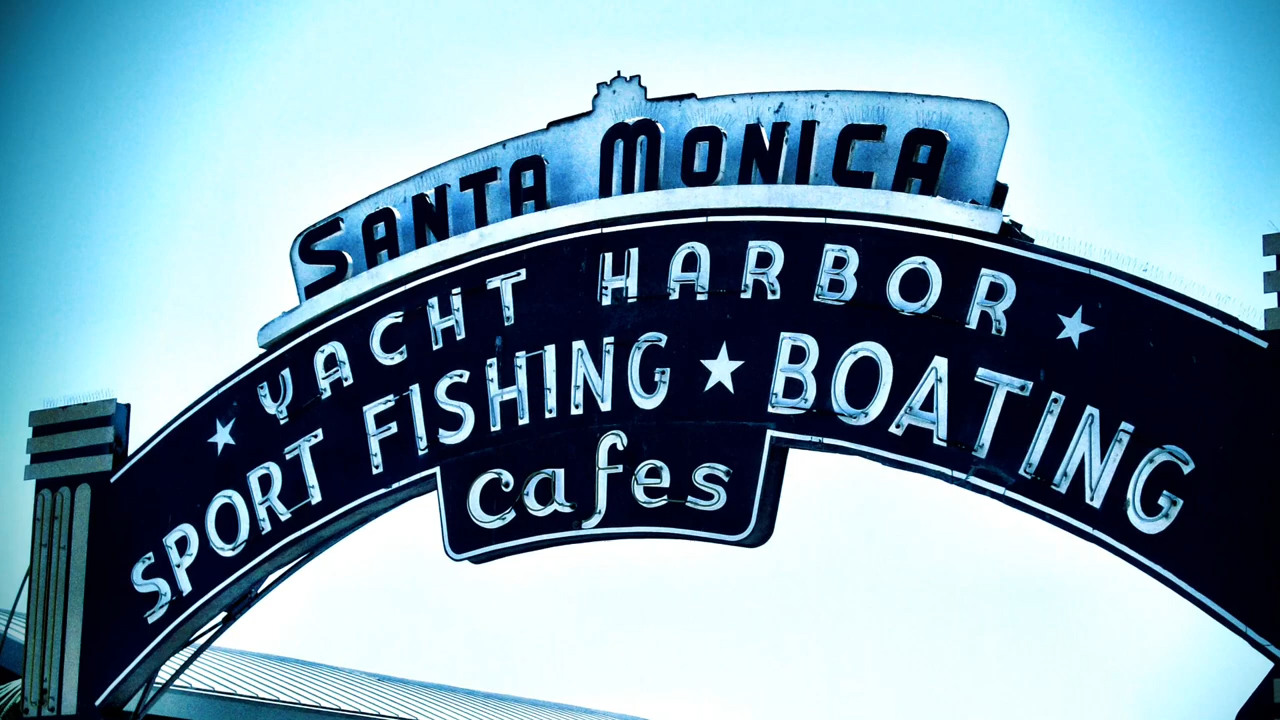 SANTA MONICA
★ YACHT HARBOR ★
SPORT FISHING ★ BOATING
cafes